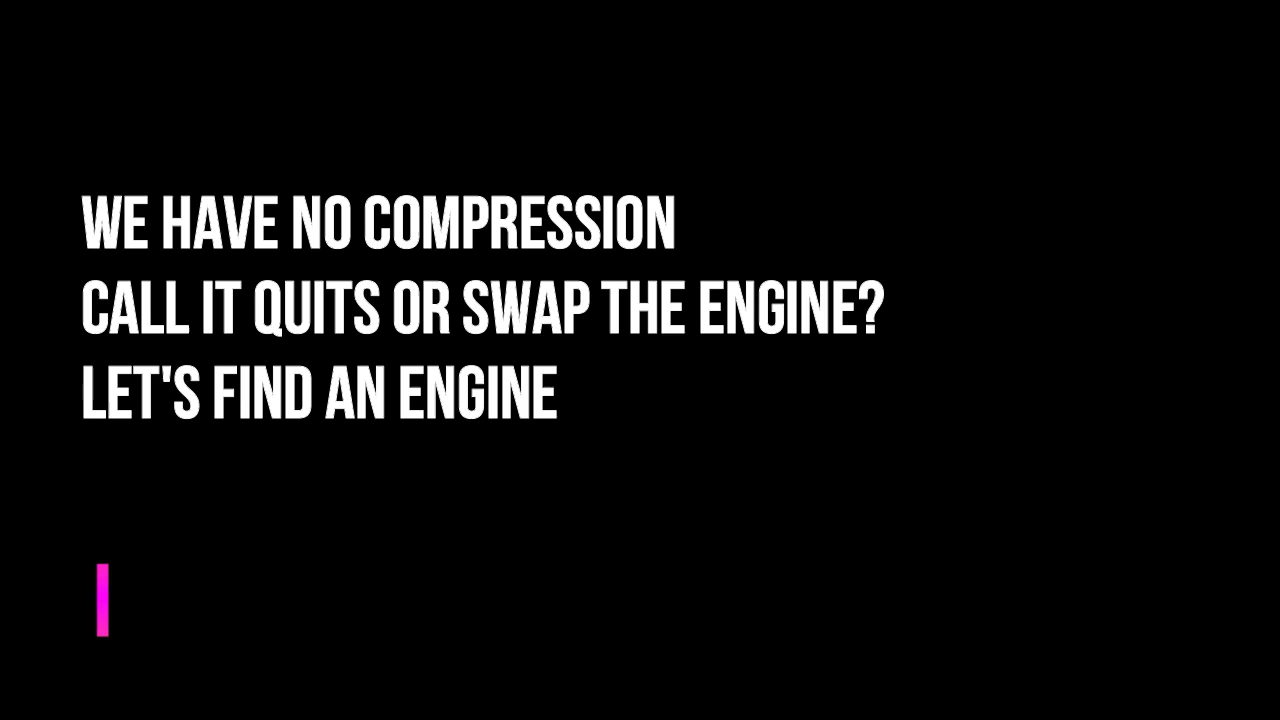 WE HAVE NO COMPRESSION
CALL IT QUITS OR SWAP THE ENGINE?
LET'S FIND AN ENGINE